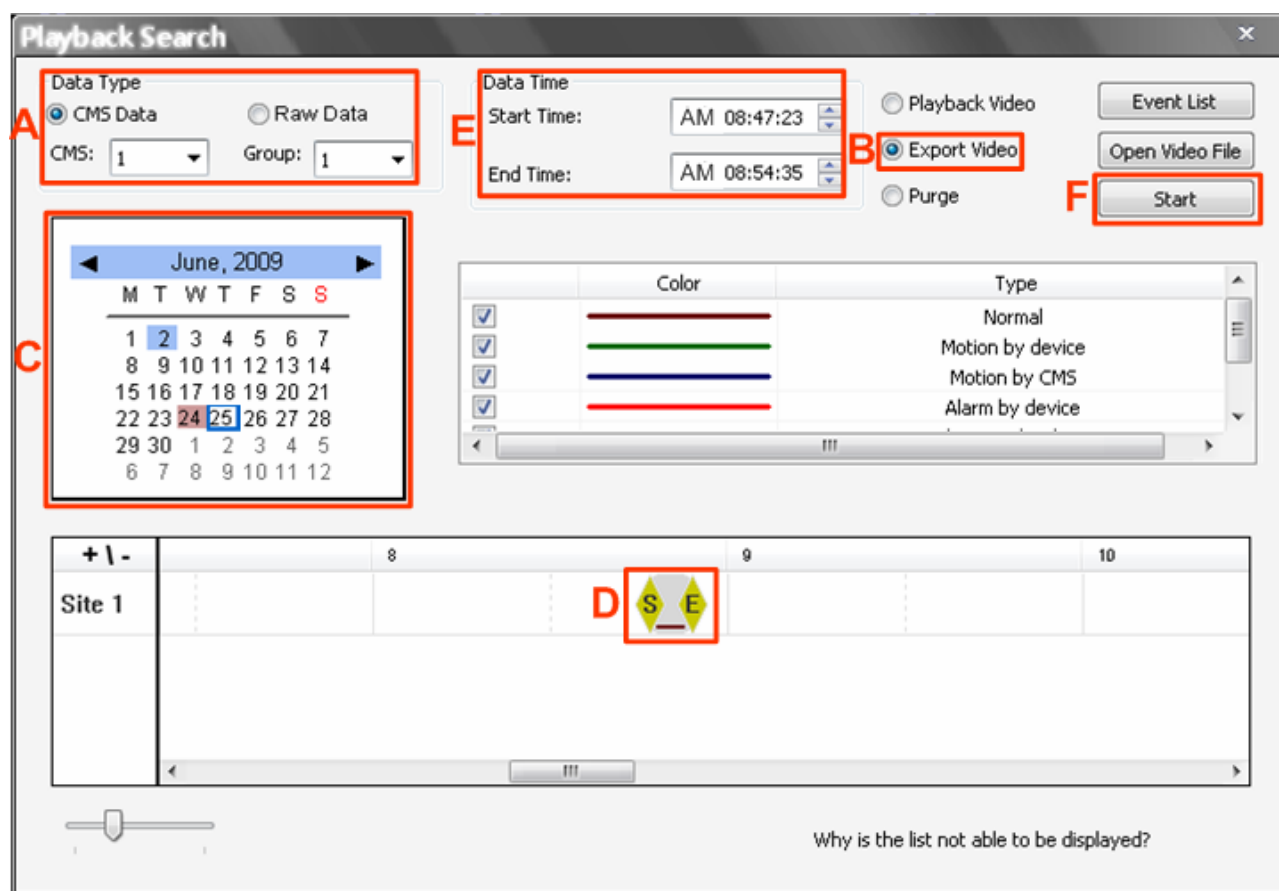 Playback Search
Data Type
A
CMS Data
Raw Data
CMS: 1
Group: 1
Data Time
E
Start Time: AM 08:47:23
End Time: AM 08:54:35
Playback Video
B
Export Video
Purge
Event List
Open Video File
F
Start
C
June, 2009
M T W T F S S
1 2 3 4 5 6 7
8 9 10 11 12 13 14
15 16 17 18 19 20 21
22 23 24 25 26 27 28
29 30 1 2 3 4 5
6 7 8 9 10 11 12
Color Type
Normal
Motion by device
Motion by CMS
Alarm by device
+ \ - 8 9 10
Site 1
D
S E
Why is the list not able to be displayed?